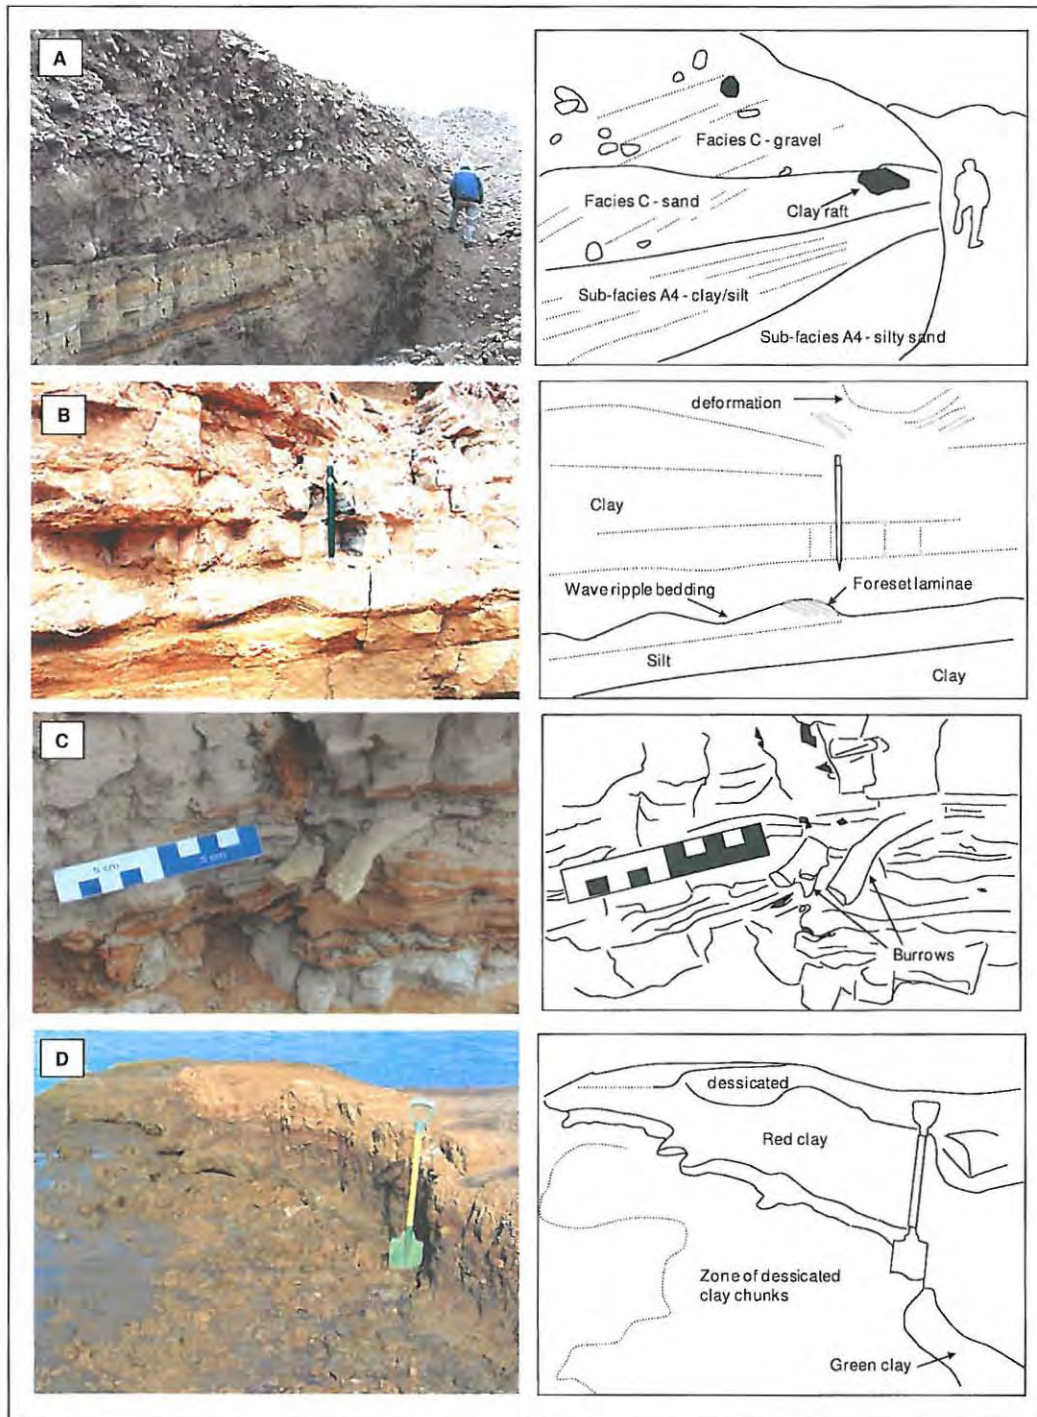 A
Facies C - gravel
Facies C - sand
Clay raft
Sub-facies A4 - clay/silt
Sub-facies A4 - silty sand
B
deformation
Clay
Wave ripple bedding
Foreset laminae
Silt
Clay
C
5 cm
5 cm
Burrows
D
dessicated
Red clay
Zone of dessicated
clay chunks
Green clay